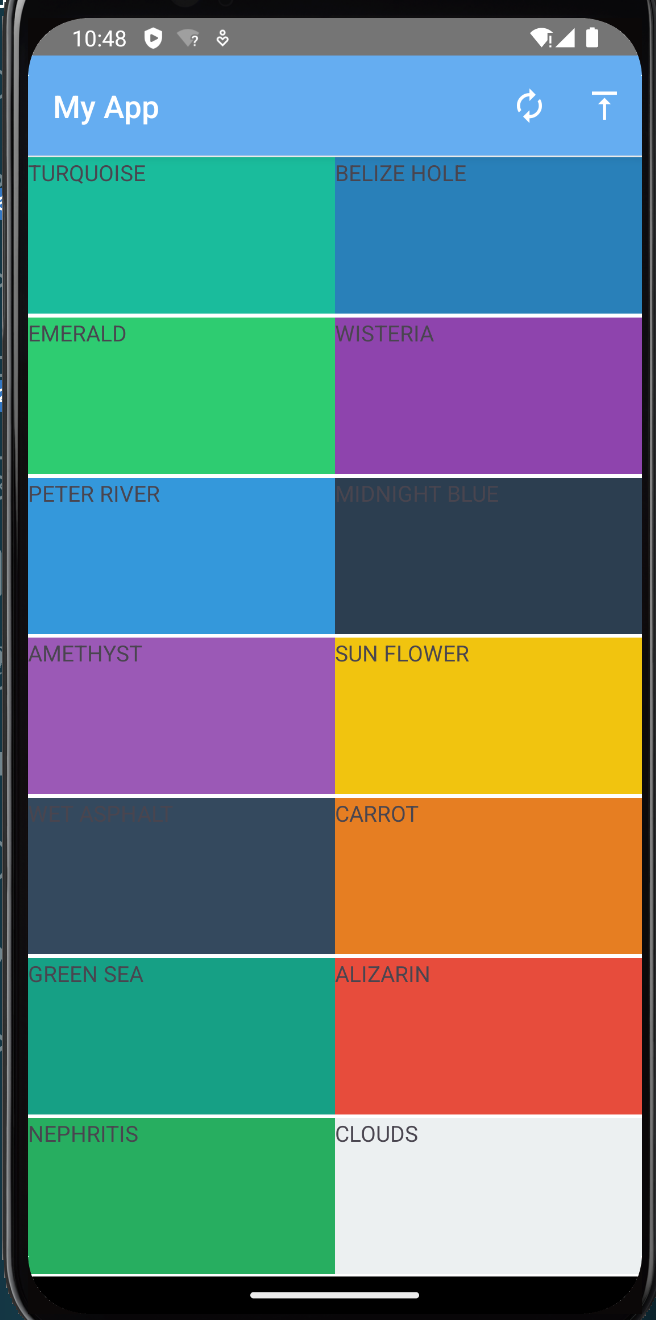 10:48
My App
TURQUOISE
BELIZE HOLE
EMERALD
WISTERIA
PETER RIVER
MIDNIGHT BLUE
AMETHYST
SUN FLOWER
WET ASPHALT
CARROT
GREEN SEA
ALIZARIN
NEPHRITIS
CLOUDS